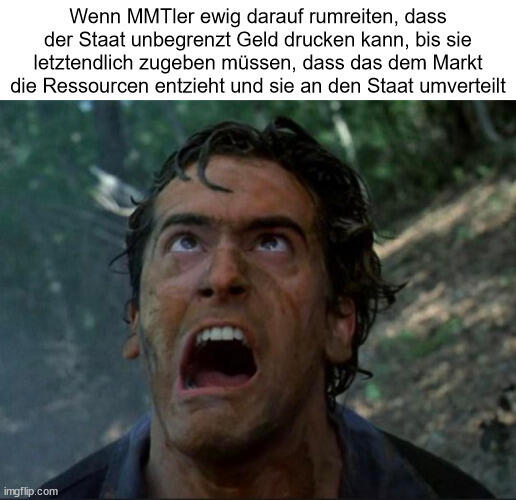 Wenn MMTler ewig darauf rumreiten, dass
der Staat unbegrenzt Geld drucken kann, bis sie
letztendlich zugeben müssen, dass das dem Markt
die Ressourcen entzieht und sie an den Staat umverteilt
imgflip.com